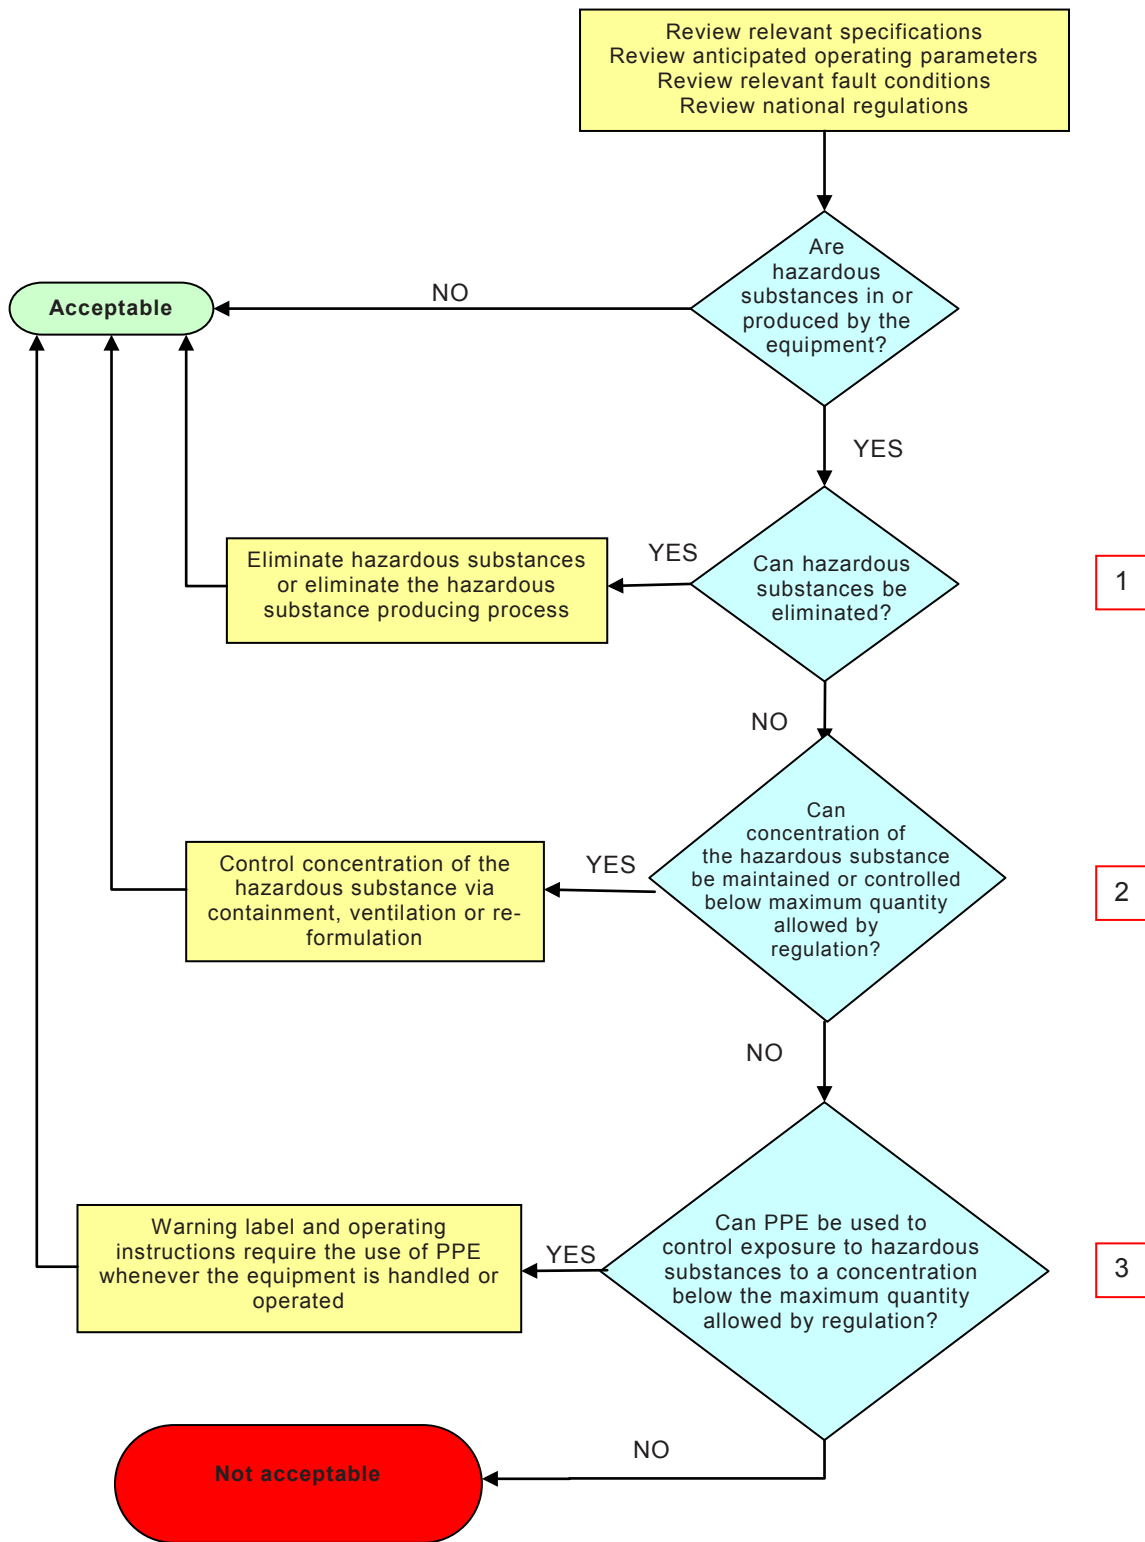 Review relevant specifications
Review anticipated operating parameters
Review relevant fault conditions
Review national regulations
Are
hazardous
substances in or
produced by the
equipment?
NO
Acceptable
YES
Can hazardous
substances be
eliminated?
YES
Eliminate hazardous substances
or eliminate the hazardous
substance producing process
1
NO
Can
concentration of
the hazardous substance
be maintained or controlled
below maximum quantity
allowed by
regulation?
YES
Control concentration of the
hazardous substance via
containment, ventilation or re-
formulation
2
NO
Can PPE be used to
control exposure to hazardous
substances to a concentration
below the maximum quantity
allowed by regulation?
YES
Warning label and operating
instructions require the use of PPE
whenever the equipment is handled or
operated
3
NO
Not acceptable